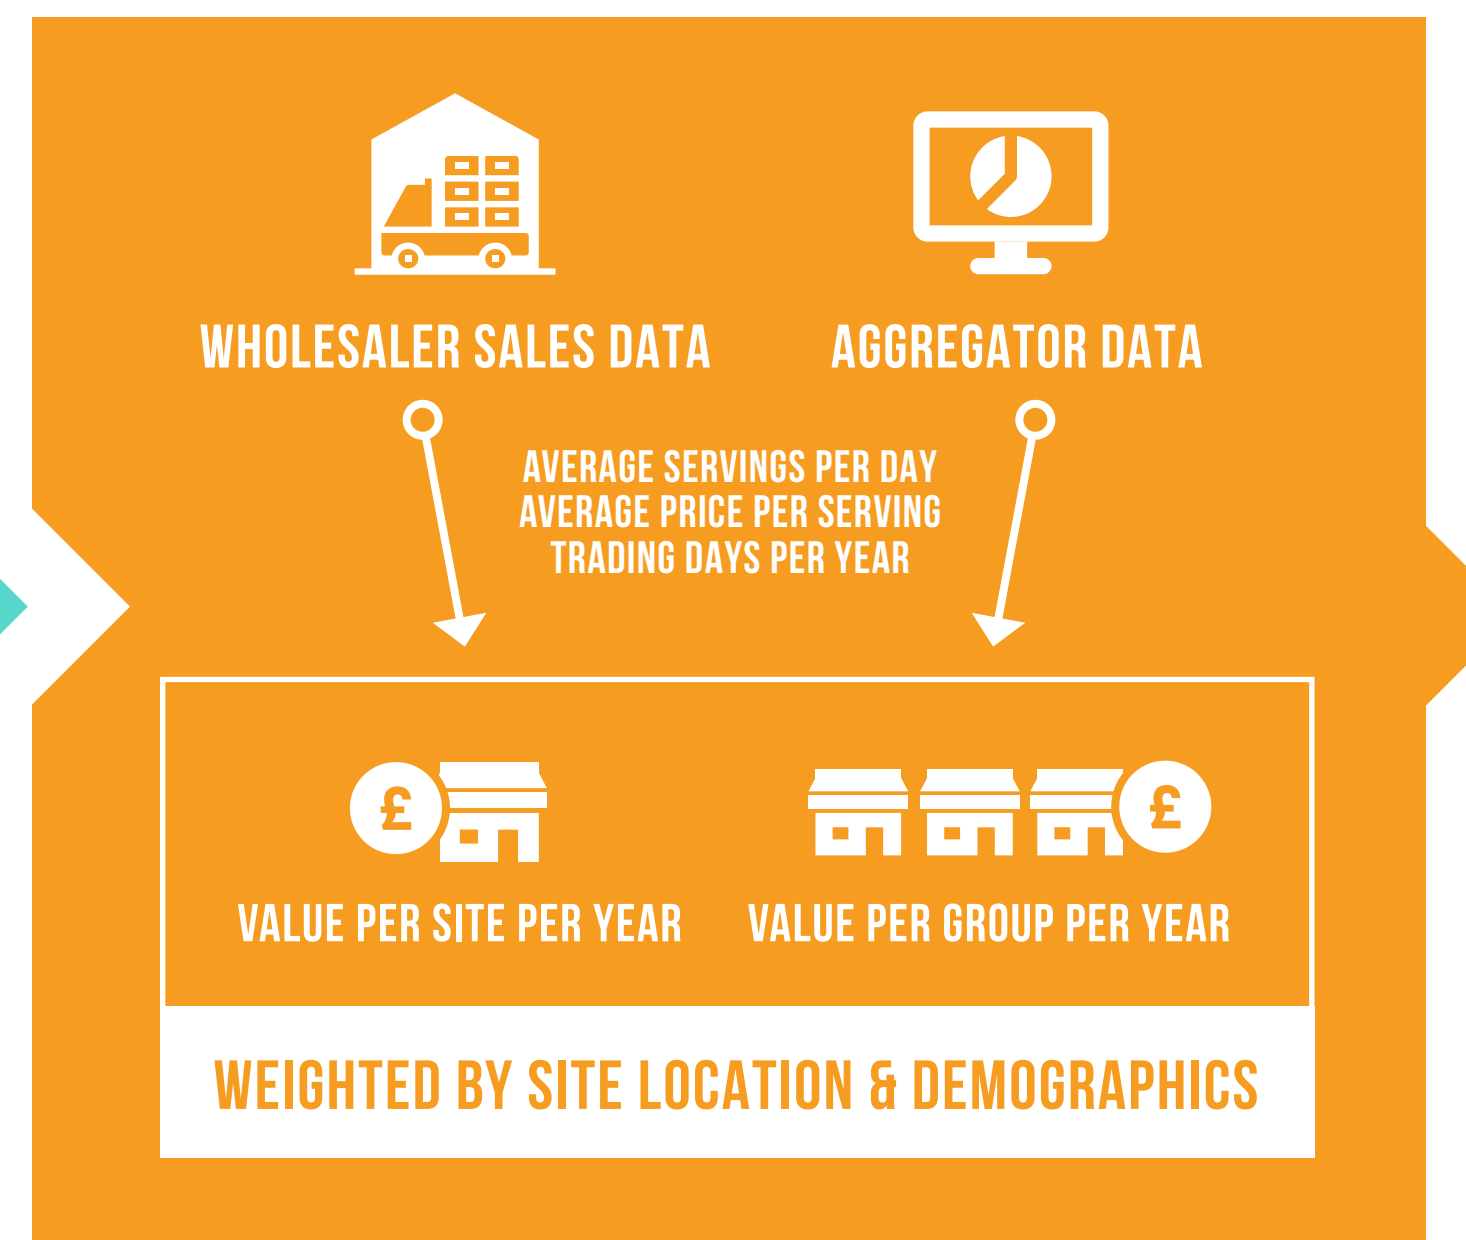 WHOLESALER SALES DATA
AGGREGATOR DATA
AVERAGE SERVINGS PER DAY
AVERAGE PRICE PER SERVING
TRADING DAYS PER YEAR
£
£
VALUE PER SITE PER YEAR
VALUE PER GROUP PER YEAR
WEIGHTED BY SITE LOCATION & DEMOGRAPHICS